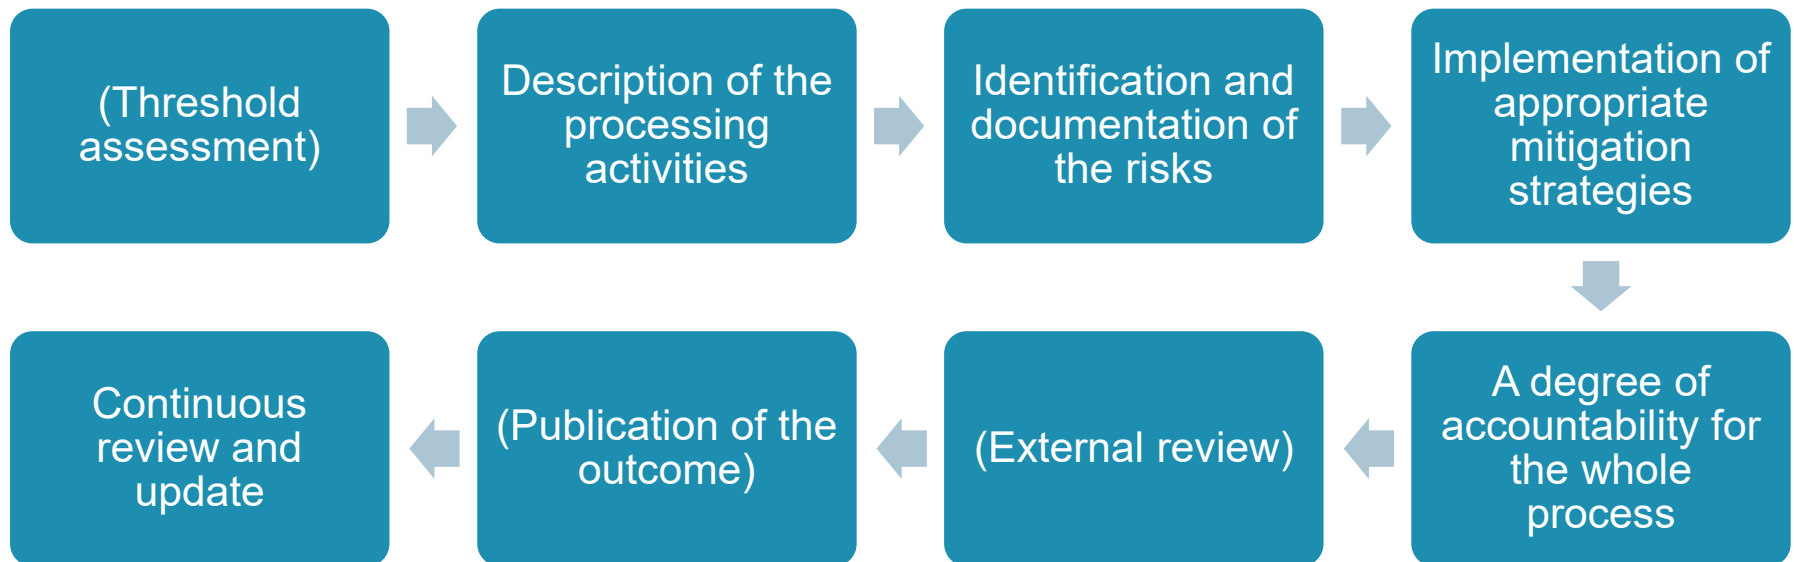 (Threshold
assessment)
Description of the
processing
activities
Identification and
documentation of
the risks
Implementation of
appropriate
mitigation
strategies
A degree of
accountability for
the whole
process
(External review)
(Publication of the
outcome)
Continuous
review and
update